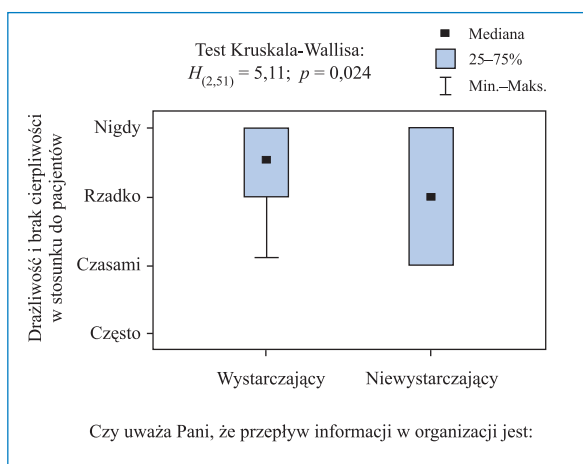 Test Kruskala-Wallisa:
H(2,51) = 5,11; p = 0,024
Mediana
25–75%
Min.–Maks.
Drażliwość i brak cierpliwości
w stosunku do pacjentów
Nigdy
Rzadko
Czasami
Często
Wystarczający
Niewystarczający
Czy uważa Pani, że przepływ informacji w organizacji jest: